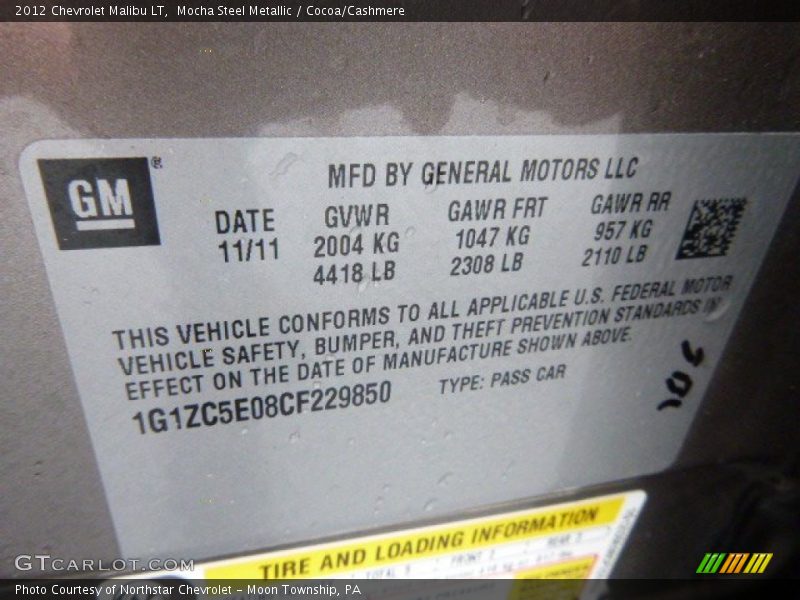 2012 Chevrolet Malibu LT,  Mocha Steel Metallic / Cocoa/Cashmere
GM®
MFD BY GENERAL MOTORS LLC
DATE GVWR GAWR FRT GAWR RR
11/11 2004 KG 1047 KG 957 KG
4418 LB 2308 LB 2110 LB
THIS VEHICLE CONFORMS TO ALL APPLICABLE U.S. FEDERAL MOTOR
VEHICLE SAFETY, BUMPER, AND THEFT PREVENTION STANDARDS IN
EFFECT ON THE DATE OF MANUFACTURE SHOWN ABOVE.
1G1ZC5E08CF229850 TYPE: PASS CAR
TIRE AND LOADING INFORMATION
GTCARLOT.COM
Photo Courtesy of Northstar Chevrolet – Moon Township, PA